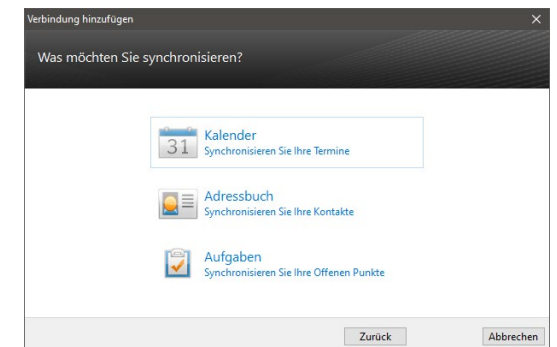 Verbindung hinzufügen
Was möchten Sie synchronisieren?
31
Kalender
Synchronisieren Sie Ihre Termine
Adressbuch
Synchronisieren Sie Ihre Kontakte
Aufgaben
Synchronisieren Sie Ihre Offenen Punkte
Zurück
Abbrechen